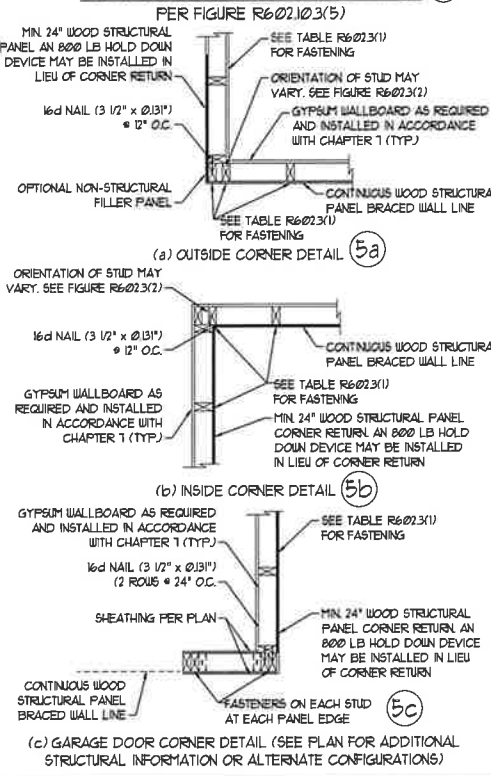 PER FIGURE R602.10.3(5)
MIN. 24" WOOD STRUCTURAL
PANEL AN 800 LB HOLD DOWN
DEVICE MAY BE INSTALLED IN
LIEU OF CORNER RETURN
SEE TABLE R602.3(1)
FOR FASTENING
ORIENTATION OF STUD MAY
VARY. SEE FIGURE R602.3(2)
16d NAIL (3 1/2" x 0.131")
@ 12" O.C.
GYPSUM WALLBOARD AS REQUIRED
AND INSTALLED IN ACCORDANCE
WITH CHAPTER 7 (TYP.)
OPTIONAL NON-STRUCTURAL
FILLER PANEL
CONTINUOUS WOOD STRUCTURA
PANEL BRACED WALL LINE
SEE TABLE R602.3(1)
FOR FASTENING
(a) OUTSIDE CORNER DETAIL 5a
ORIENTATION OF STUD MAY
VARY. SEE FIGURE R602.3(2)
16d NAIL (3 1/2" x 0.131")
@ 12" O.C.
CONTINUOUS WOOD STRUCTURA
PANEL BRACED WALL LINE
GYPSUM WALLBOARD AS
REQUIRED AND INSTALLED
IN ACCORDANCE WITH
CHAPTER 7 (TYP.)
SEE TABLE R602.3(1)
FOR FASTENING
MIN. 24" WOOD STRUCTURAL PANEL
CORNER RETURN. AN 800 LB HOLD
DOWN DEVICE MAY BE INSTALLED
IN LIEU OF CORNER RETURN
(b) INSIDE CORNER DETAIL 5b
GYPSUM WALLBOARD AS REQUIRED
AND INSTALLED IN ACCORDANCE
WITH CHAPTER 7 (TYP.)
SEE TABLE R602.3(1)
FOR FASTENING
16d NAIL (3 1/2" x 0.131")
(2 ROWS @ 24" O.C.
SHEATHING PER PLAN
MIN. 24" WOOD STRUCTURAL
PANEL CORNER RETURN. AN
800 LB HOLD DOWN DEVICE
MAY BE INSTALLED IN LIEU
OF CORNER RETURN
CONTINUOUS WOOD
STRUCTURAL PANEL
BRACED WALL LINE
FASTENERS ON EACH STUD
AT EACH PANEL EDGE
5c
(c) GARAGE DOOR CORNER DETAIL (SEE PLAN FOR ADDITIONAL
STRUCTURAL INFORMATION OR ALTERNATE CONFIGURATIONS)